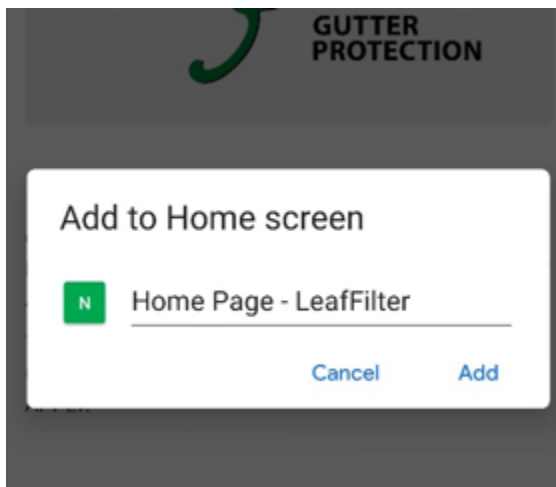 GUTTER
PROTECTION
Add to Home screen
N
Home Page - LeafFilter
Cancel Add